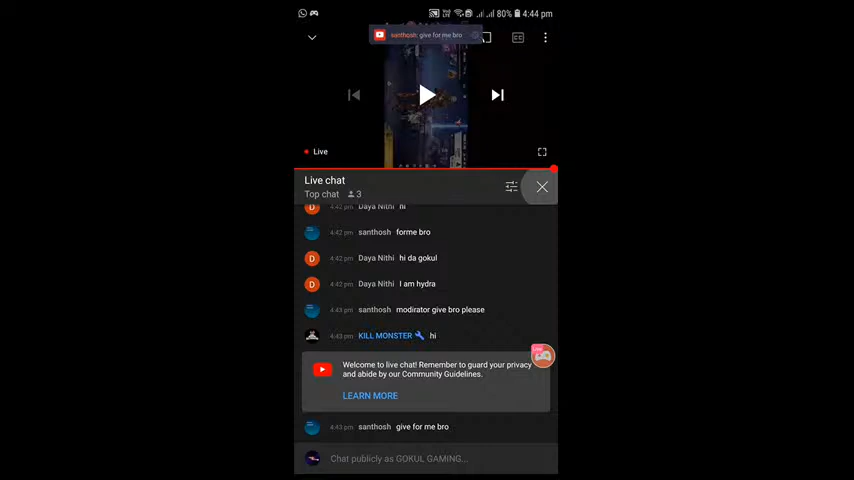 80% 4:44 pm
santhosh: give for me bro
CC
Live
Live chat
Top chat 3
D 4:42 pm Daya Nithi hi
4:42 pm santhosh forme bro
D 4:42 pm Daya Nithi hi da gokul
D 4:42 pm Daya Nithi I am hydra
4:43 pm santhosh modirator give bro please
4:43 pm KILL MONSTER hi
Welcome to live chat! Remember to guard your privacy
and abide by our Community Guidelines.
LEARN MORE
4:43 pm santhosh give for me bro
Chat publicly as GOKUL GAMING...